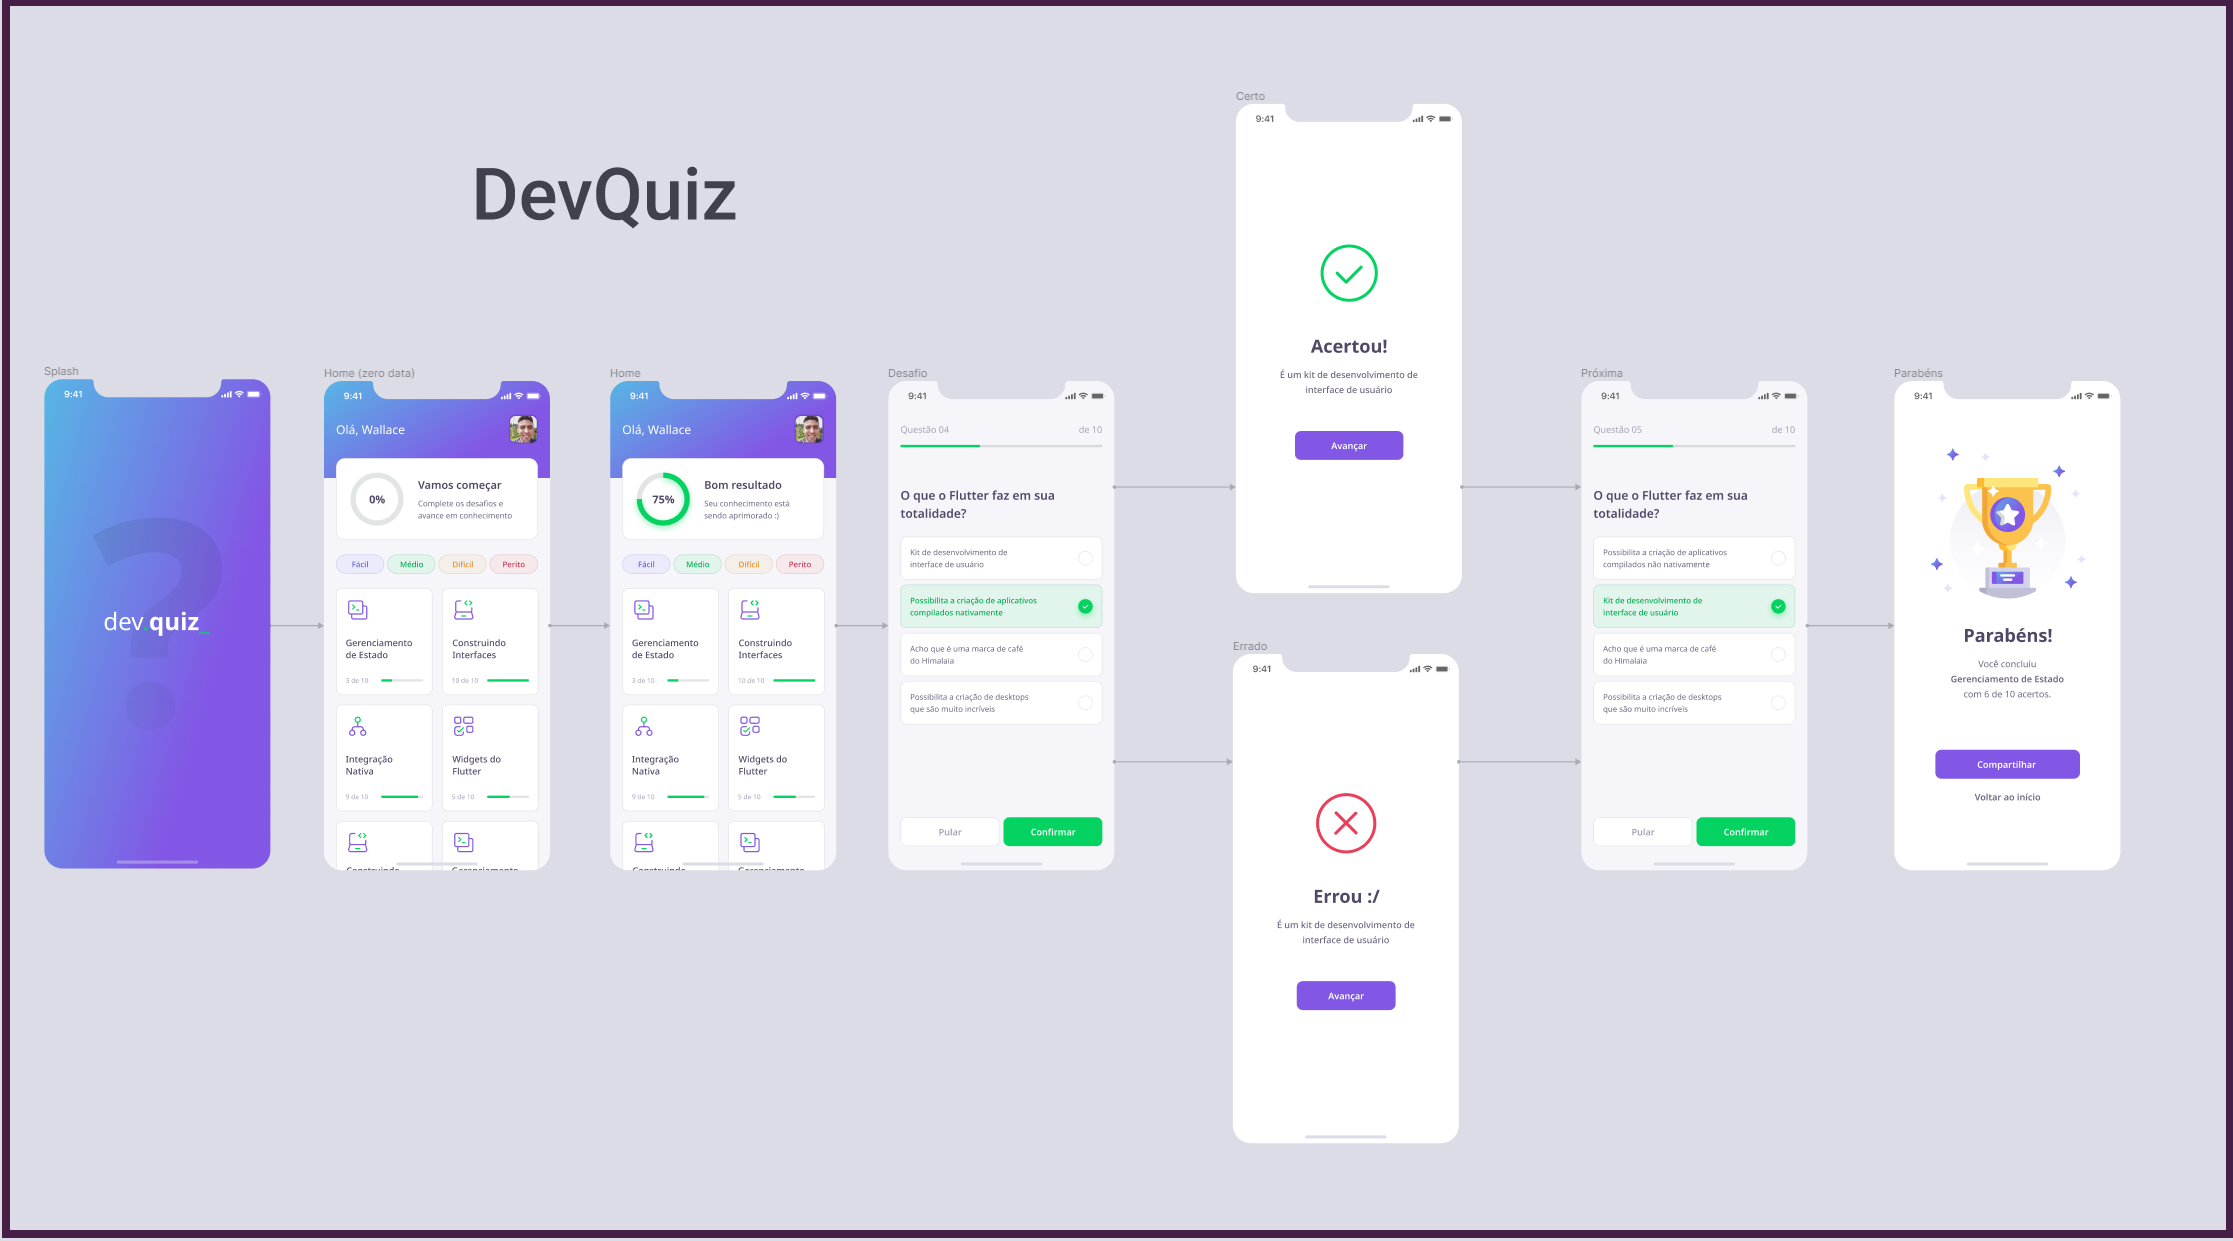 DevQuiz
Splash
9:41
dev.quiz_
Home (zero data)
9:41
Olá, Wallace
0%
Vamos começar
Complete os desafios e
avance em conhecimento
Fácil
Médio
Difícil
Perito
Gerenciamento
de Estado
3 de 10
Construindo
Interfaces
10 de 10
Integração
Nativa
9 de 10
Widgets do
Flutter
5 de 10
Construindo
Gerenciamento
Home
9:41
Olá, Wallace
75%
Bom resultado
Seu conhecimento está
sendo aprimorado :)
Fácil
Médio
Difícil
Perito
Gerenciamento
de Estado
3 de 10
Construindo
Interfaces
10 de 10
Integração
Nativa
9 de 10
Widgets do
Flutter
5 de 10
Construindo
Gerenciamento
Desafio
9:41
Questão 04
de 10
O que o Flutter faz em sua
totalidade?
Kit de desenvolvimento de
interface de usuário
Possibilita a criação de aplicativos
compilados nativamente
Acho que é uma marca de café
do Himalaia
Possibilita a criação de desktops
que são muito incríveis
Pular
Confirmar
Certo
9:41
Acertou!
É um kit de desenvolvimento de
interface de usuário
Avançar
Errado
9:41
Errou :/
É um kit de desenvolvimento de
interface de usuário
Avançar
Próxima
9:41
Questão 05
de 10
O que o Flutter faz em sua
totalidade?
Possibilita a criação de aplicativos
compilados não nativamente
Kit de desenvolvimento de
interface de usuário
Acho que é uma marca de café
do Himalaia
Possibilita a criação de desktops
que são muito incríveis
Pular
Confirmar
Parabéns
9:41
Parabéns!
Você concluiu
Gerenciamento de Estado
com 6 de 10 acertos.
Compartilhar
Voltar ao início